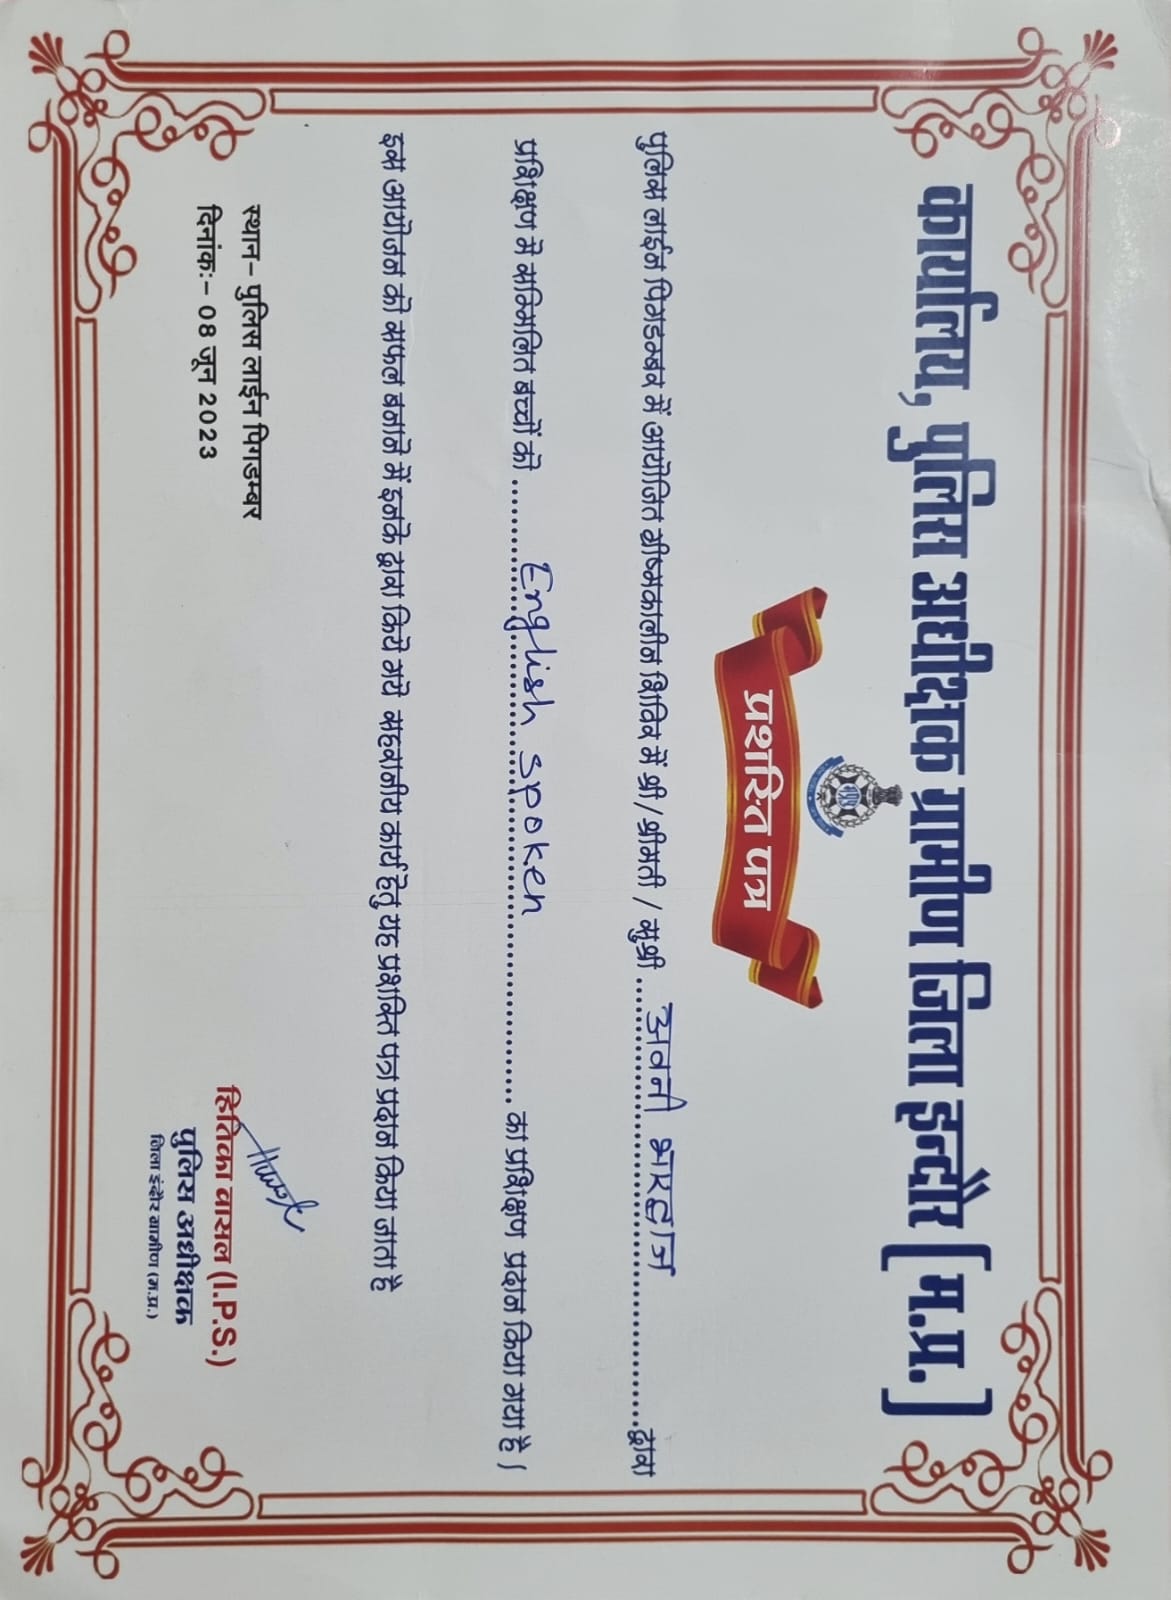 कार्यालय, पुलिस अधीक्षक ग्रामीण जिला इन्दौर [म.प्र.]
म.प्र.पु.
प्रशस्ति पत्र
पुलिस लाईन पिगडम्बर में आयोजित ग्रीष्मकालीन शिविर में श्री/श्रीमती / सुश्री ... अवनी भारद्वाज ... द्वारा
प्रशिक्षण मे सम्मिलित बच्चों को ... English spoken ... का प्रशिक्षण प्रदान किया गया है।
इस आयोजन को सफल बनाने में इनके द्वारा किये गये सहरानीय कार्य हेतु यह प्रशस्ति पत्र प्रदान किया जाता है
स्थान– पुलिस लाईन पिगडम्बर
दिनांकः– 08 जून 2023
हितिका वासल (I.P.S.)
पुलिस अधीक्षक
जिला इंदौर ग्रामीण (म.प्र.)